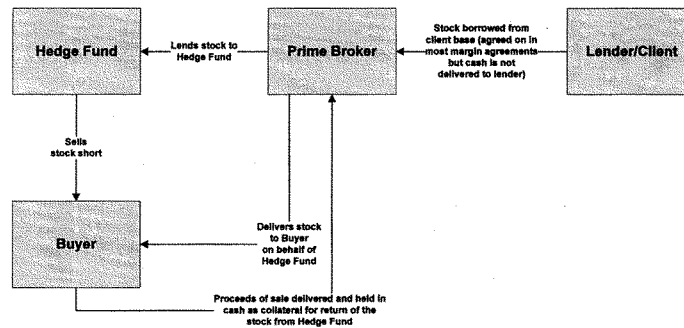 Hedge Fund
Lends stock to
Hedge Fund
Prime Broker
Stock borrowed from
client base (agreed on in
most margin agreements
but cash is not
delivered to lender)
Lender/Client
Sells
stock short
Buyer
Delivers stock
to Buyer
on behalf of
Hedge Fund
Proceeds of sale delivered and held in
cash as collateral for return of the
stock from Hedge Fund